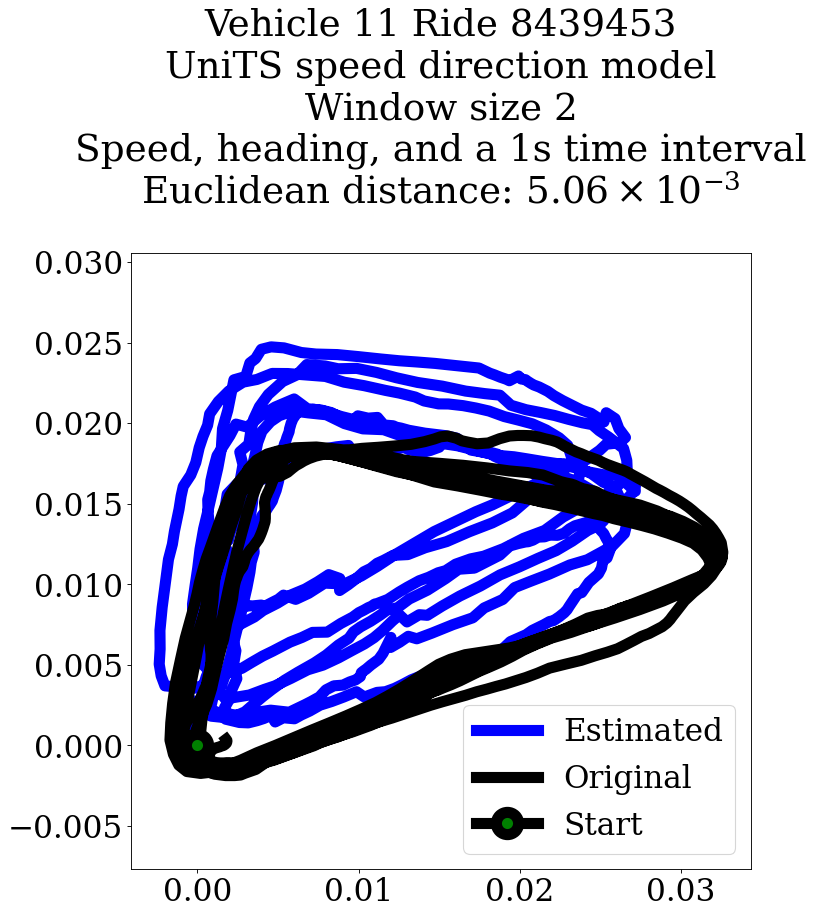 Vehicle 11 Ride 8439453
UniTS speed direction model
Window size 2
Speed, heading, and a 1s time interval
Euclidean distance: 5.06 × 10⁻³
0.030
0.025
0.020
0.015
0.010
0.005
0.000
−0.005
0.00 0.01 0.02 0.03
Estimated
Original
Start